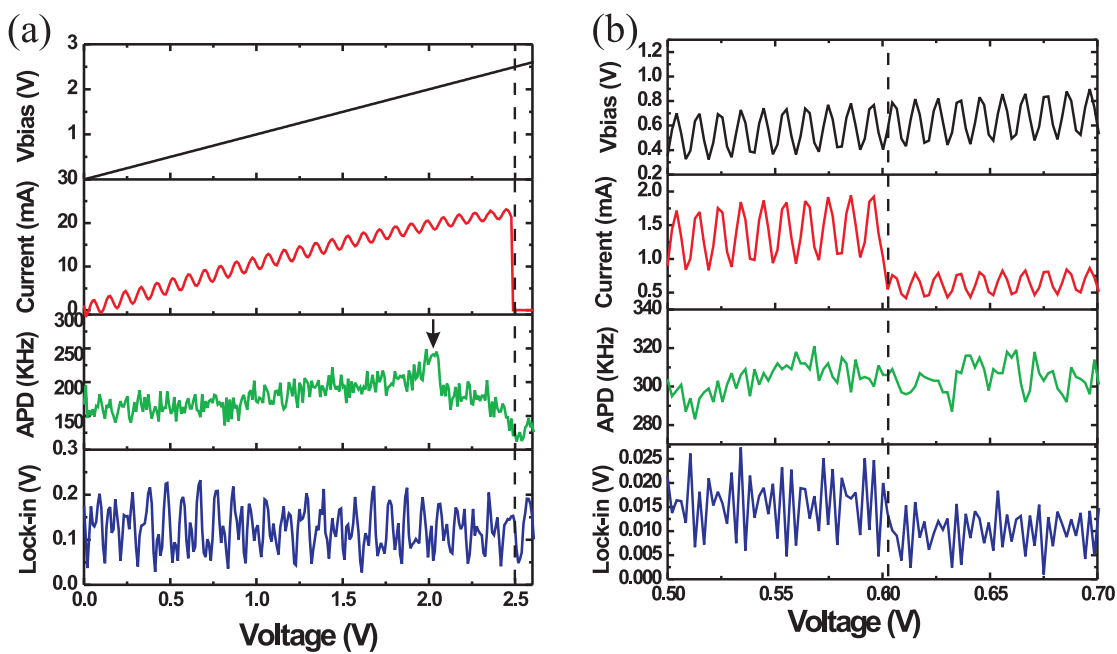 (a)
Vbias (V)
3
2
1
30
Current (mA)
20
10
0
300
APD (KHz)
250
200
150
0.3
Lock-in (V)
0.2
0.1
0.0
0.0 0.5 1.0 1.5 2.0 2.5
Voltage (V)
(b)
Vbias (V)
1.2
1.0
0.8
0.6
0.4
0.2
Current (mA)
2.0
1.5
1.0
0.5
340
APD (KHz)
320
300
280
Lock-in (V)
0.025
0.020
0.015
0.010
0.005
0.000
0.50 0.55 0.60 0.65 0.70
Voltage (V)